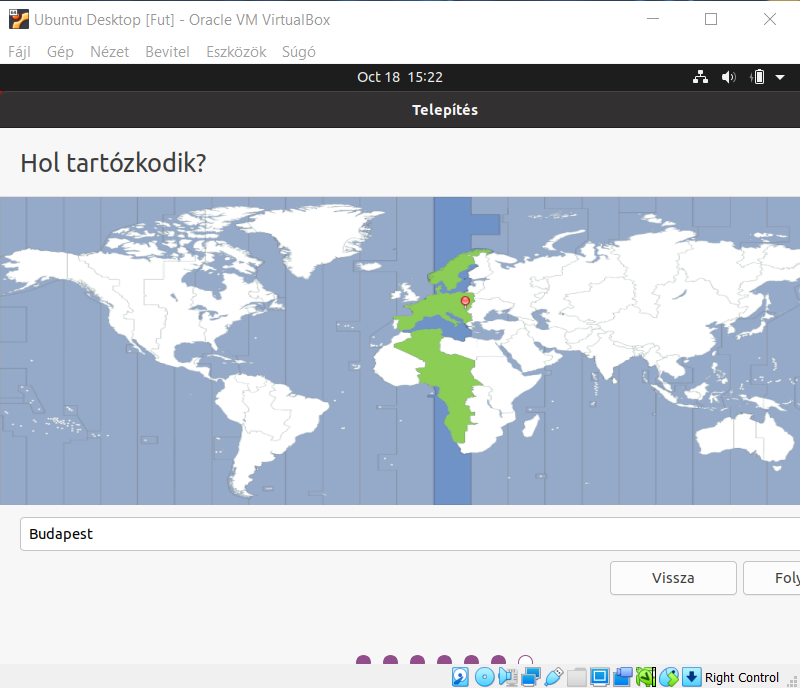 Ubuntu Desktop [Fut] - Oracle VM VirtualBox
Fájl Gép Nézet Bevitel Eszközök Súgó
Oct 18 15:22
Telepítés
Hol tartózkodik?
Budapest
Vissza Foly
Right Control